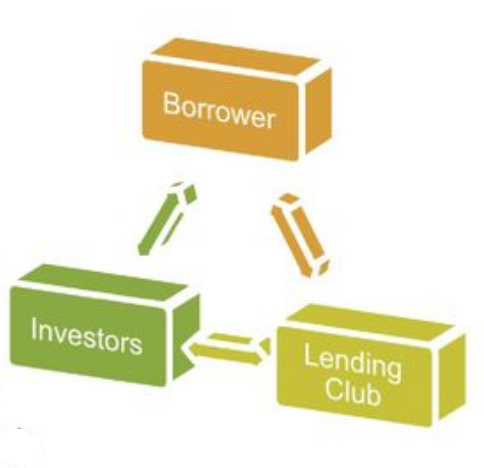 Borrower
Investors
Lending
Club